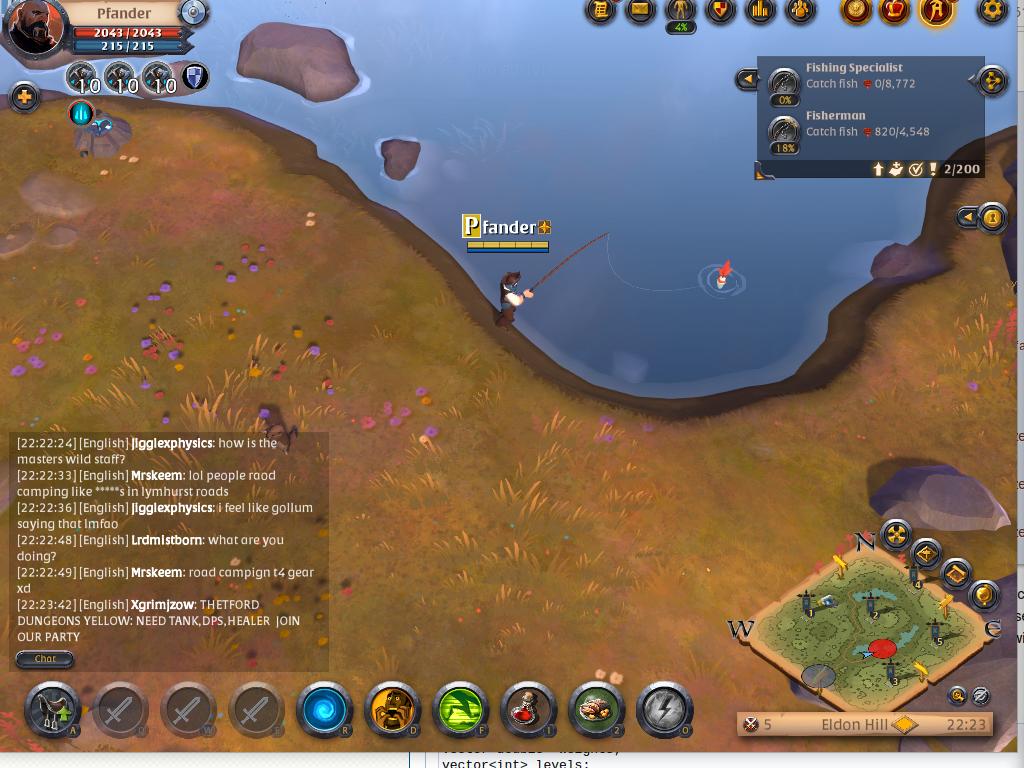 Pfander
2043/2043
215/215
10 10 10
4%
Fishing Specialist
Catch fish 0/8,772
0%
Fisherman
Catch fish 820/4,548
18%
2/200
Pfander
[22:22:24] [English] Jigglexphysics: how is the
masters wild staff?
[22:22:33] [English] Mrskeem: lol people raod
camping like *****s in lymhurst roads
[22:22:36] [English] Jigglexphysics: i feel like gollum
saying that lmfao
[22:22:48] [English] Lrdmistborn: what are you
doing?
[22:22:49] [English] Mrskeem: road campign t4 gear
xd
[22:23:42] [English] Xgrimjzow: THETFORD
DUNGEONS YELLOW: NEED TANK,DPS,HEALER JOIN
OUR PARTY
Chat
A Q W E R D F 1 2 O
N
W
E
1 2 3 4 5
5 Eldon Hill 22:23
vector<int> levels;